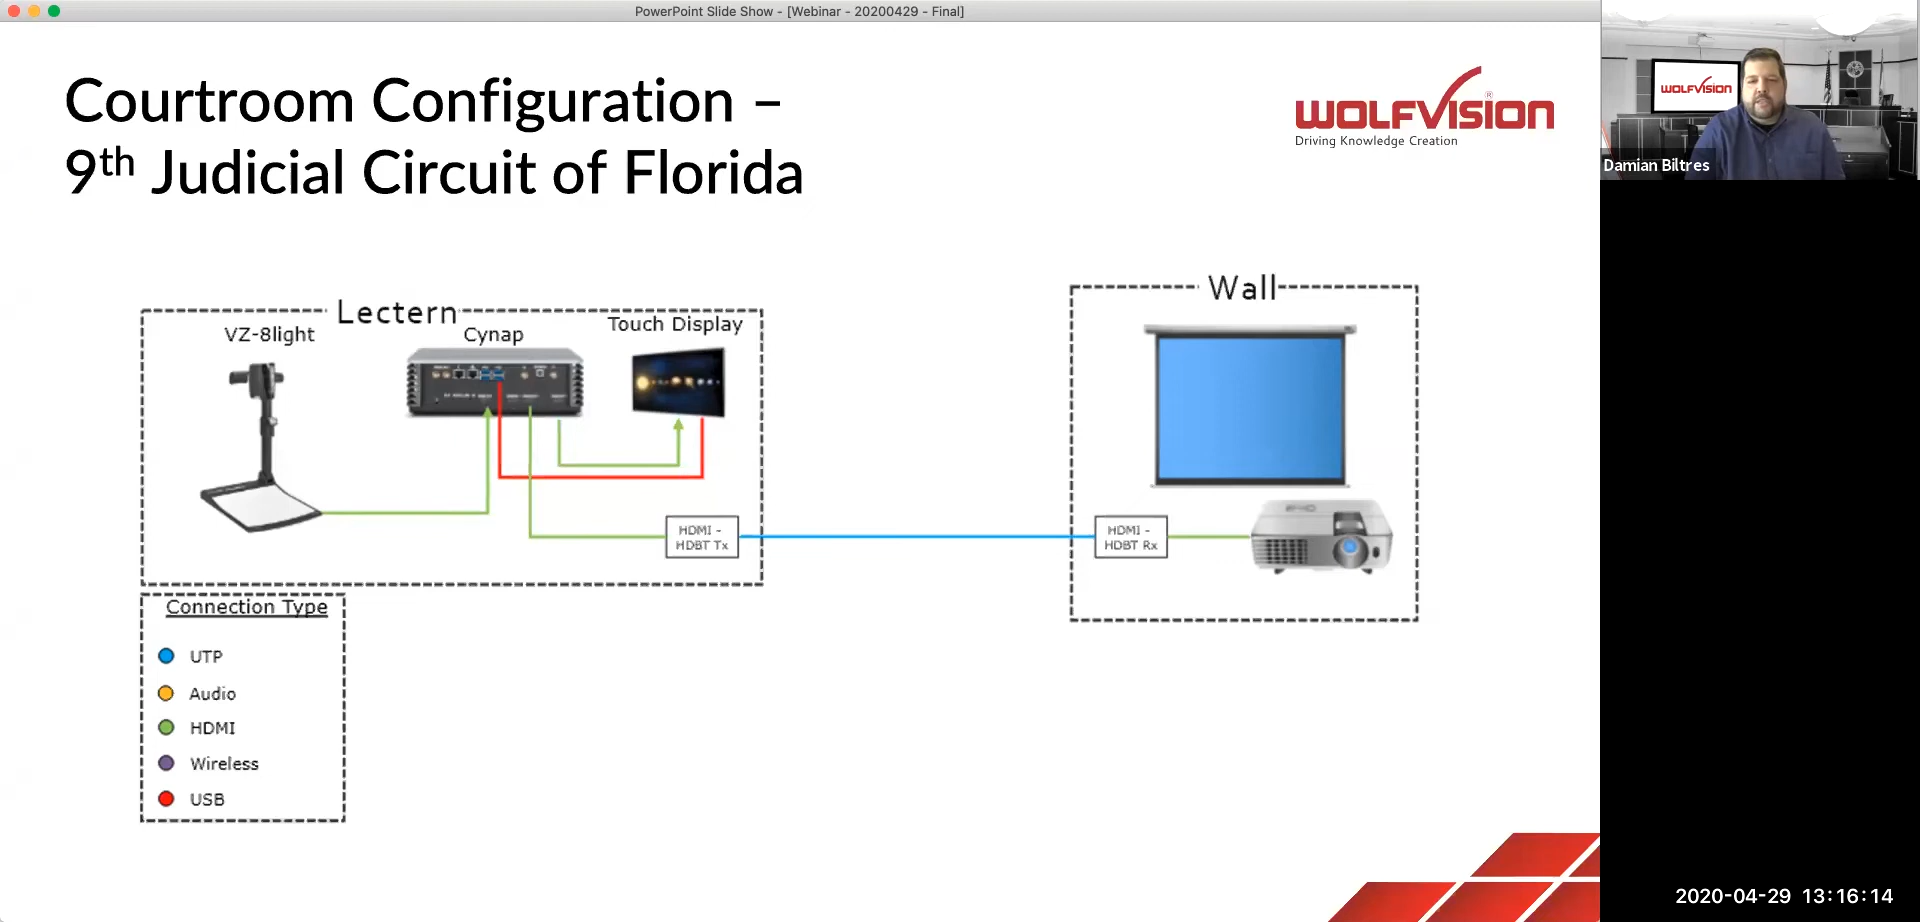 PowerPoint Slide Show - [Webinar - 20200429 - Final]
Courtroom Configuration –
9th Judicial Circuit of Florida
WOLFVISION
®
Driving Knowledge Creation
WOLFVISION
Damian Biltres
Lectern
VZ-8light
Cynap
Touch Display
HDMI -
HDBT Tx
Wall
HDMI -
HDBT Rx
Connection Type
UTP
Audio
HDMI
Wireless
USB
2020-04-29 13:16:14